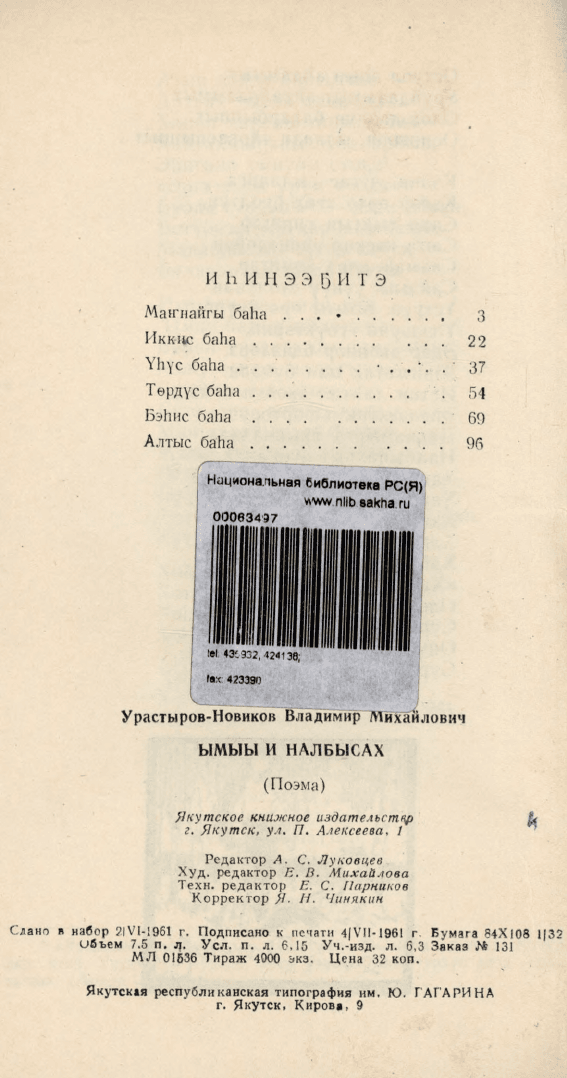 ИҺИҤЭЭҔИТЭ
Маҥнайгы баһа . . . . . . . . . 3
Иккис баһа . . . . . . . . . . 22
Үһүс баһа . . . . . . . . . . . 37
Төрдүс баһа . . . . . . . . . . 54
Бэһис баһа . . . . . . . . . . 69
Алтыс баһа . . . . . . . . . . 96
Национальная библиотека РС(Я)
www.nlib.sakha.ru
00063497
tel. 435932, 424136;
fax: 423390
Урастыров-Новиков Владимир Михайлович
ЫМЫЫ И НАЛБЫСАХ
(Поэма)
Якутское книжное издательство
г. Якутск, ул. П. Алексеева, 1
Редактор А. С. Луковцев
Худ. редактор Е. В. Михайлова
Техн. редактор Е. С. Парников
Корректор Я. Н. Чинякин
Сдано в набор 2|VI-1961 г. Подписано к печати 4|VII-1961 г. Бумага 84X108 1|32
Объем 7,5 п. л. Усл. п. л. 6,15 Уч.-изд. л. 6,3 Заказ № 131
МЛ 01536 Тираж 4000 экз. Цена 32 коп.
Якутская республиканская типография им. Ю. ГАГАРИНА
г. Якутск, Кирова, 9